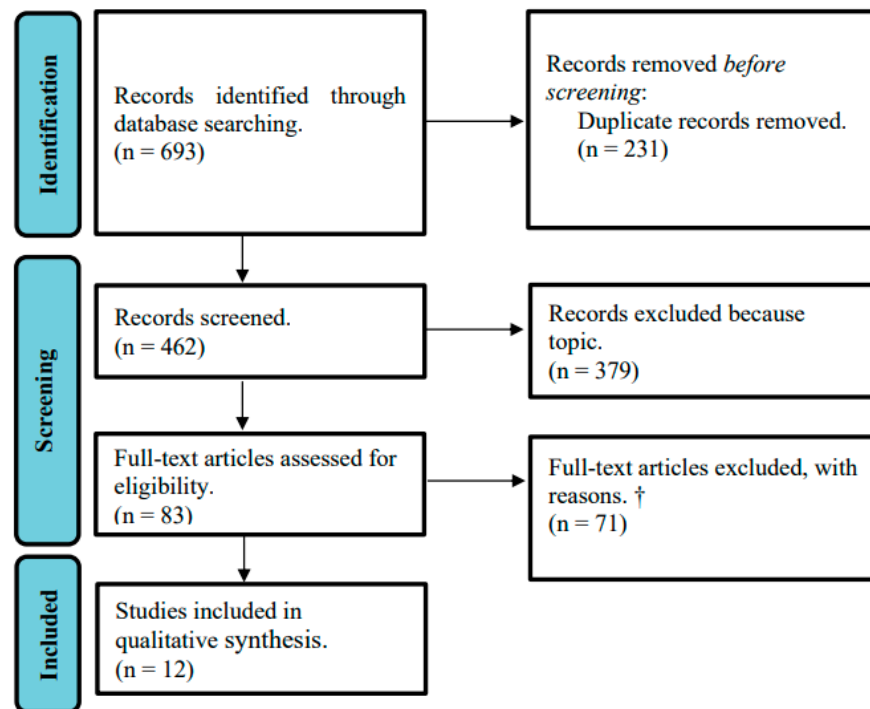 Identification
Records identified through
database searching.
(n = 693)
Records removed before
screening:
Duplicate records removed.
(n = 231)
Screening
Records screened.
(n = 462)
Records excluded because
topic.
(n = 379)
Full-text articles assessed for
eligibility.
(n = 83)
Full-text articles excluded, with
reasons. †
(n = 71)
Included
Studies included in
qualitative synthesis.
(n = 12)